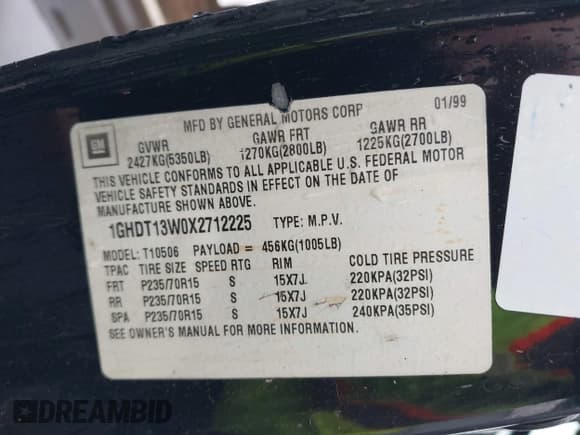 MFD BY GENERAL MOTORS CORP 01/99
GM GVWR GAWR FRT GAWR RR
2427KG(5350LB) 1270KG(2800LB) 1225KG(2700LB)
THIS VEHICLE CONFORMS TO ALL APPLICABLE U.S. FEDERAL MOTOR
VEHICLE SAFETY STANDARDS IN EFFECT ON THE DATE OF
MANUFACTURE SHOWN ABOVE.
1GHDT13W0X2712225 TYPE: M.P.V.
MODEL: T10506 PAYLOAD = 456KG(1005LB)
TPAC TIRE SIZE SPEED RTG RIM COLD TIRE PRESSURE
FRT P235/70R15 S 15X7J 220KPA(32PSI)
RR P235/70R15 S 15X7J 220KPA(32PSI)
SPA P235/70R15 S 15X7J 240KPA(35PSI)
SEE OWNER'S MANUAL FOR MORE INFORMATION.
DREAMBID